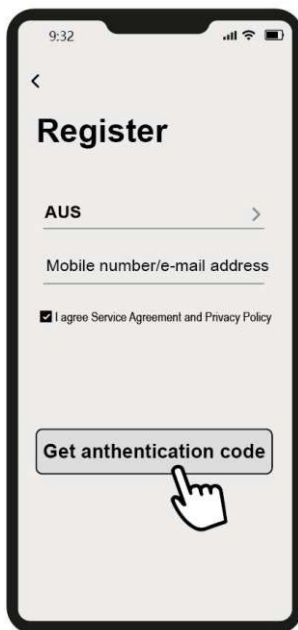 9:32
Register
AUS
Mobile number/e-mail address
I agree Service Agreement and Privacy Policy
Get anthentication code